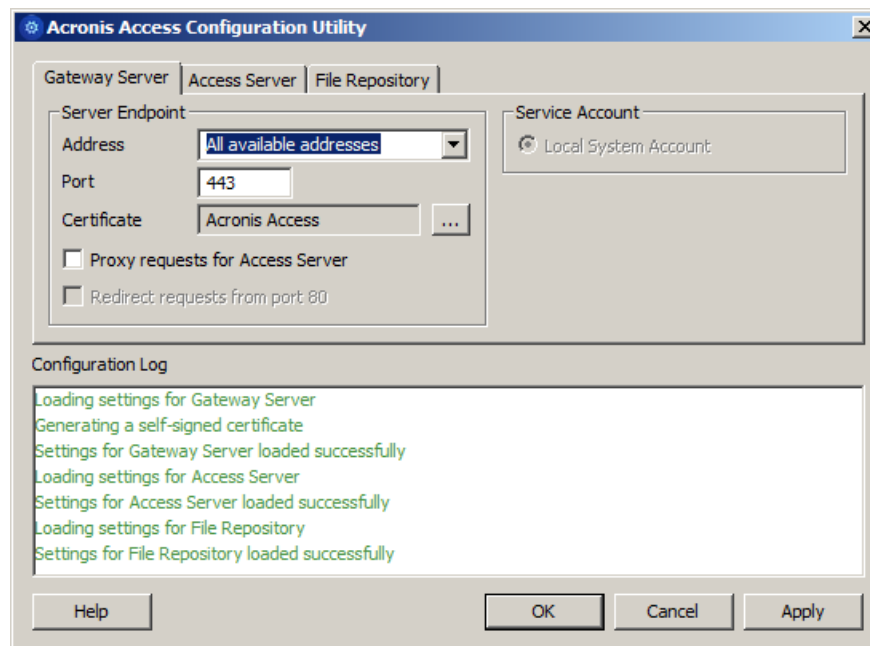 Acronis Access Configuration Utility
Gateway Server
Access Server
File Repository
Server Endpoint
Address
All available addresses
Port
443
Certificate
Acronis Access
...
Proxy requests for Access Server
Redirect requests from port 80
Service Account
Local System Account
Configuration Log
Loading settings for Gateway Server
Generating a self-signed certificate
Settings for Gateway Server loaded successfully
Loading settings for Access Server
Settings for Access Server loaded successfully
Loading settings for File Repository
Settings for File Repository loaded successfully
Help
OK
Cancel
Apply